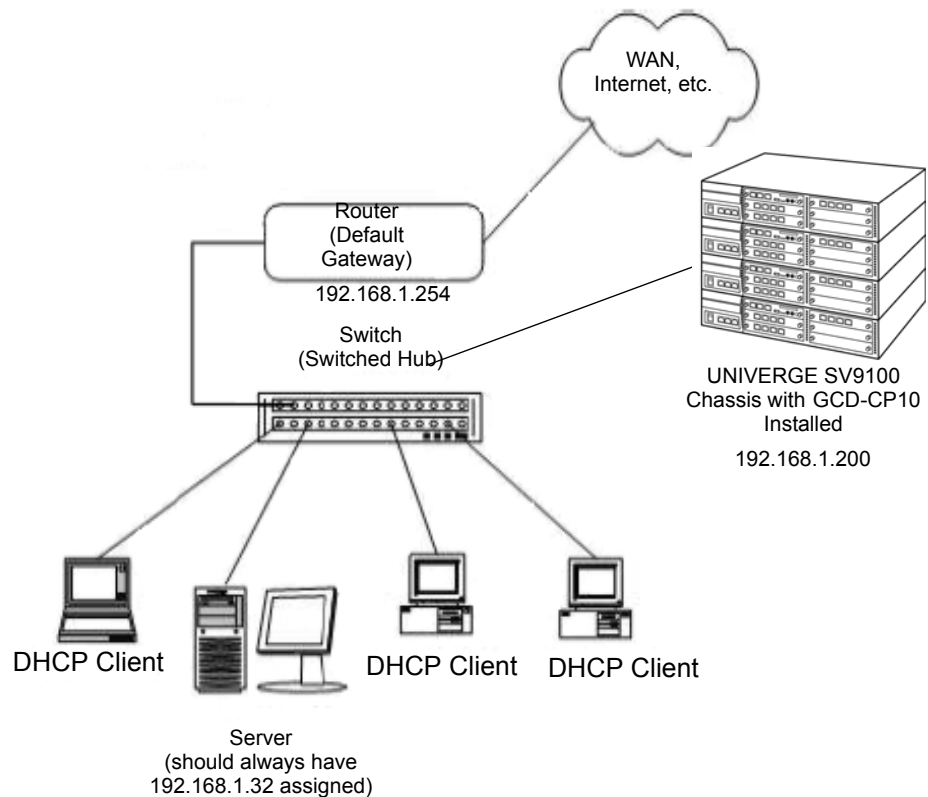 WAN,
Internet, etc.
Router
(Default
Gateway)
192.168.1.254
Switch
(Switched Hub)
UNIVERGE SV9100
Chassis with GCD-CP10
Installed
192.168.1.200
DHCP Client
DHCP Client
DHCP Client
Server
(should always have
192.168.1.32 assigned)